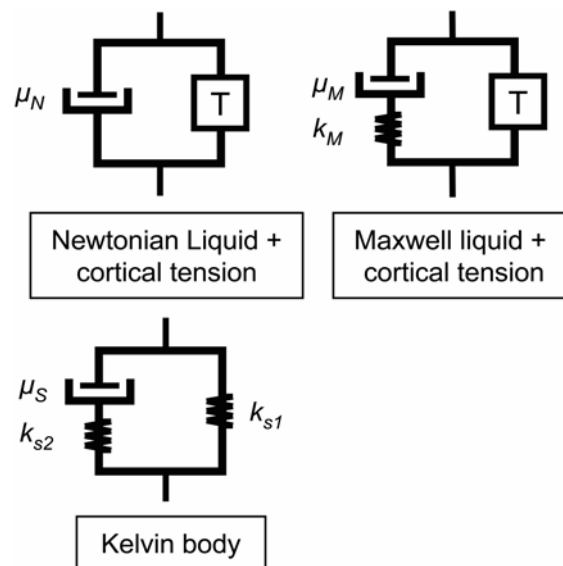 μN
T
Newtonian Liquid +
cortical tension
μM
kM
T
Maxwell liquid +
cortical tension
μS
ks2
ks1
Kelvin body